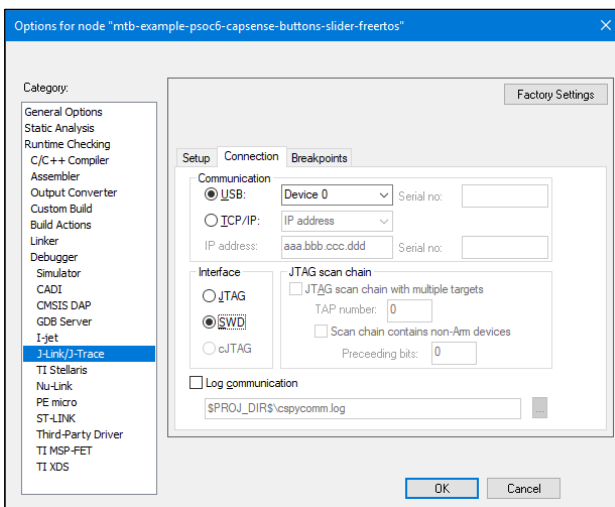 Options for node "mtb-example-psoc6-capsense-buttons-slider-freertos"
Category:
Factory Settings
General Options
Static Analysis
Runtime Checking
C/C++ Compiler
Assembler
Output Converter
Custom Build
Build Actions
Linker
Debugger
Simulator
CADI
CMSIS DAP
GDB Server
I-jet
J-Link/J-Trace
TI Stellaris
Nu-Link
PE micro
ST-LINK
Third-Party Driver
TI MSP-FET
TI XDS
Setup Connection Breakpoints
Communication
USB: Device 0 Serial no:
TCP/IP: IP address
IP address: aaa.bbb.ccc.ddd Serial no:
Interface
JTAG
SWD
cJTAG
JTAG scan chain
JTAG scan chain with multiple targets
TAP number: 0
Scan chain contains non-Arm devices
Preceeding bits: 0
Log communication
$PROJ_DIR$\cspycomm.log ...
OK Cancel